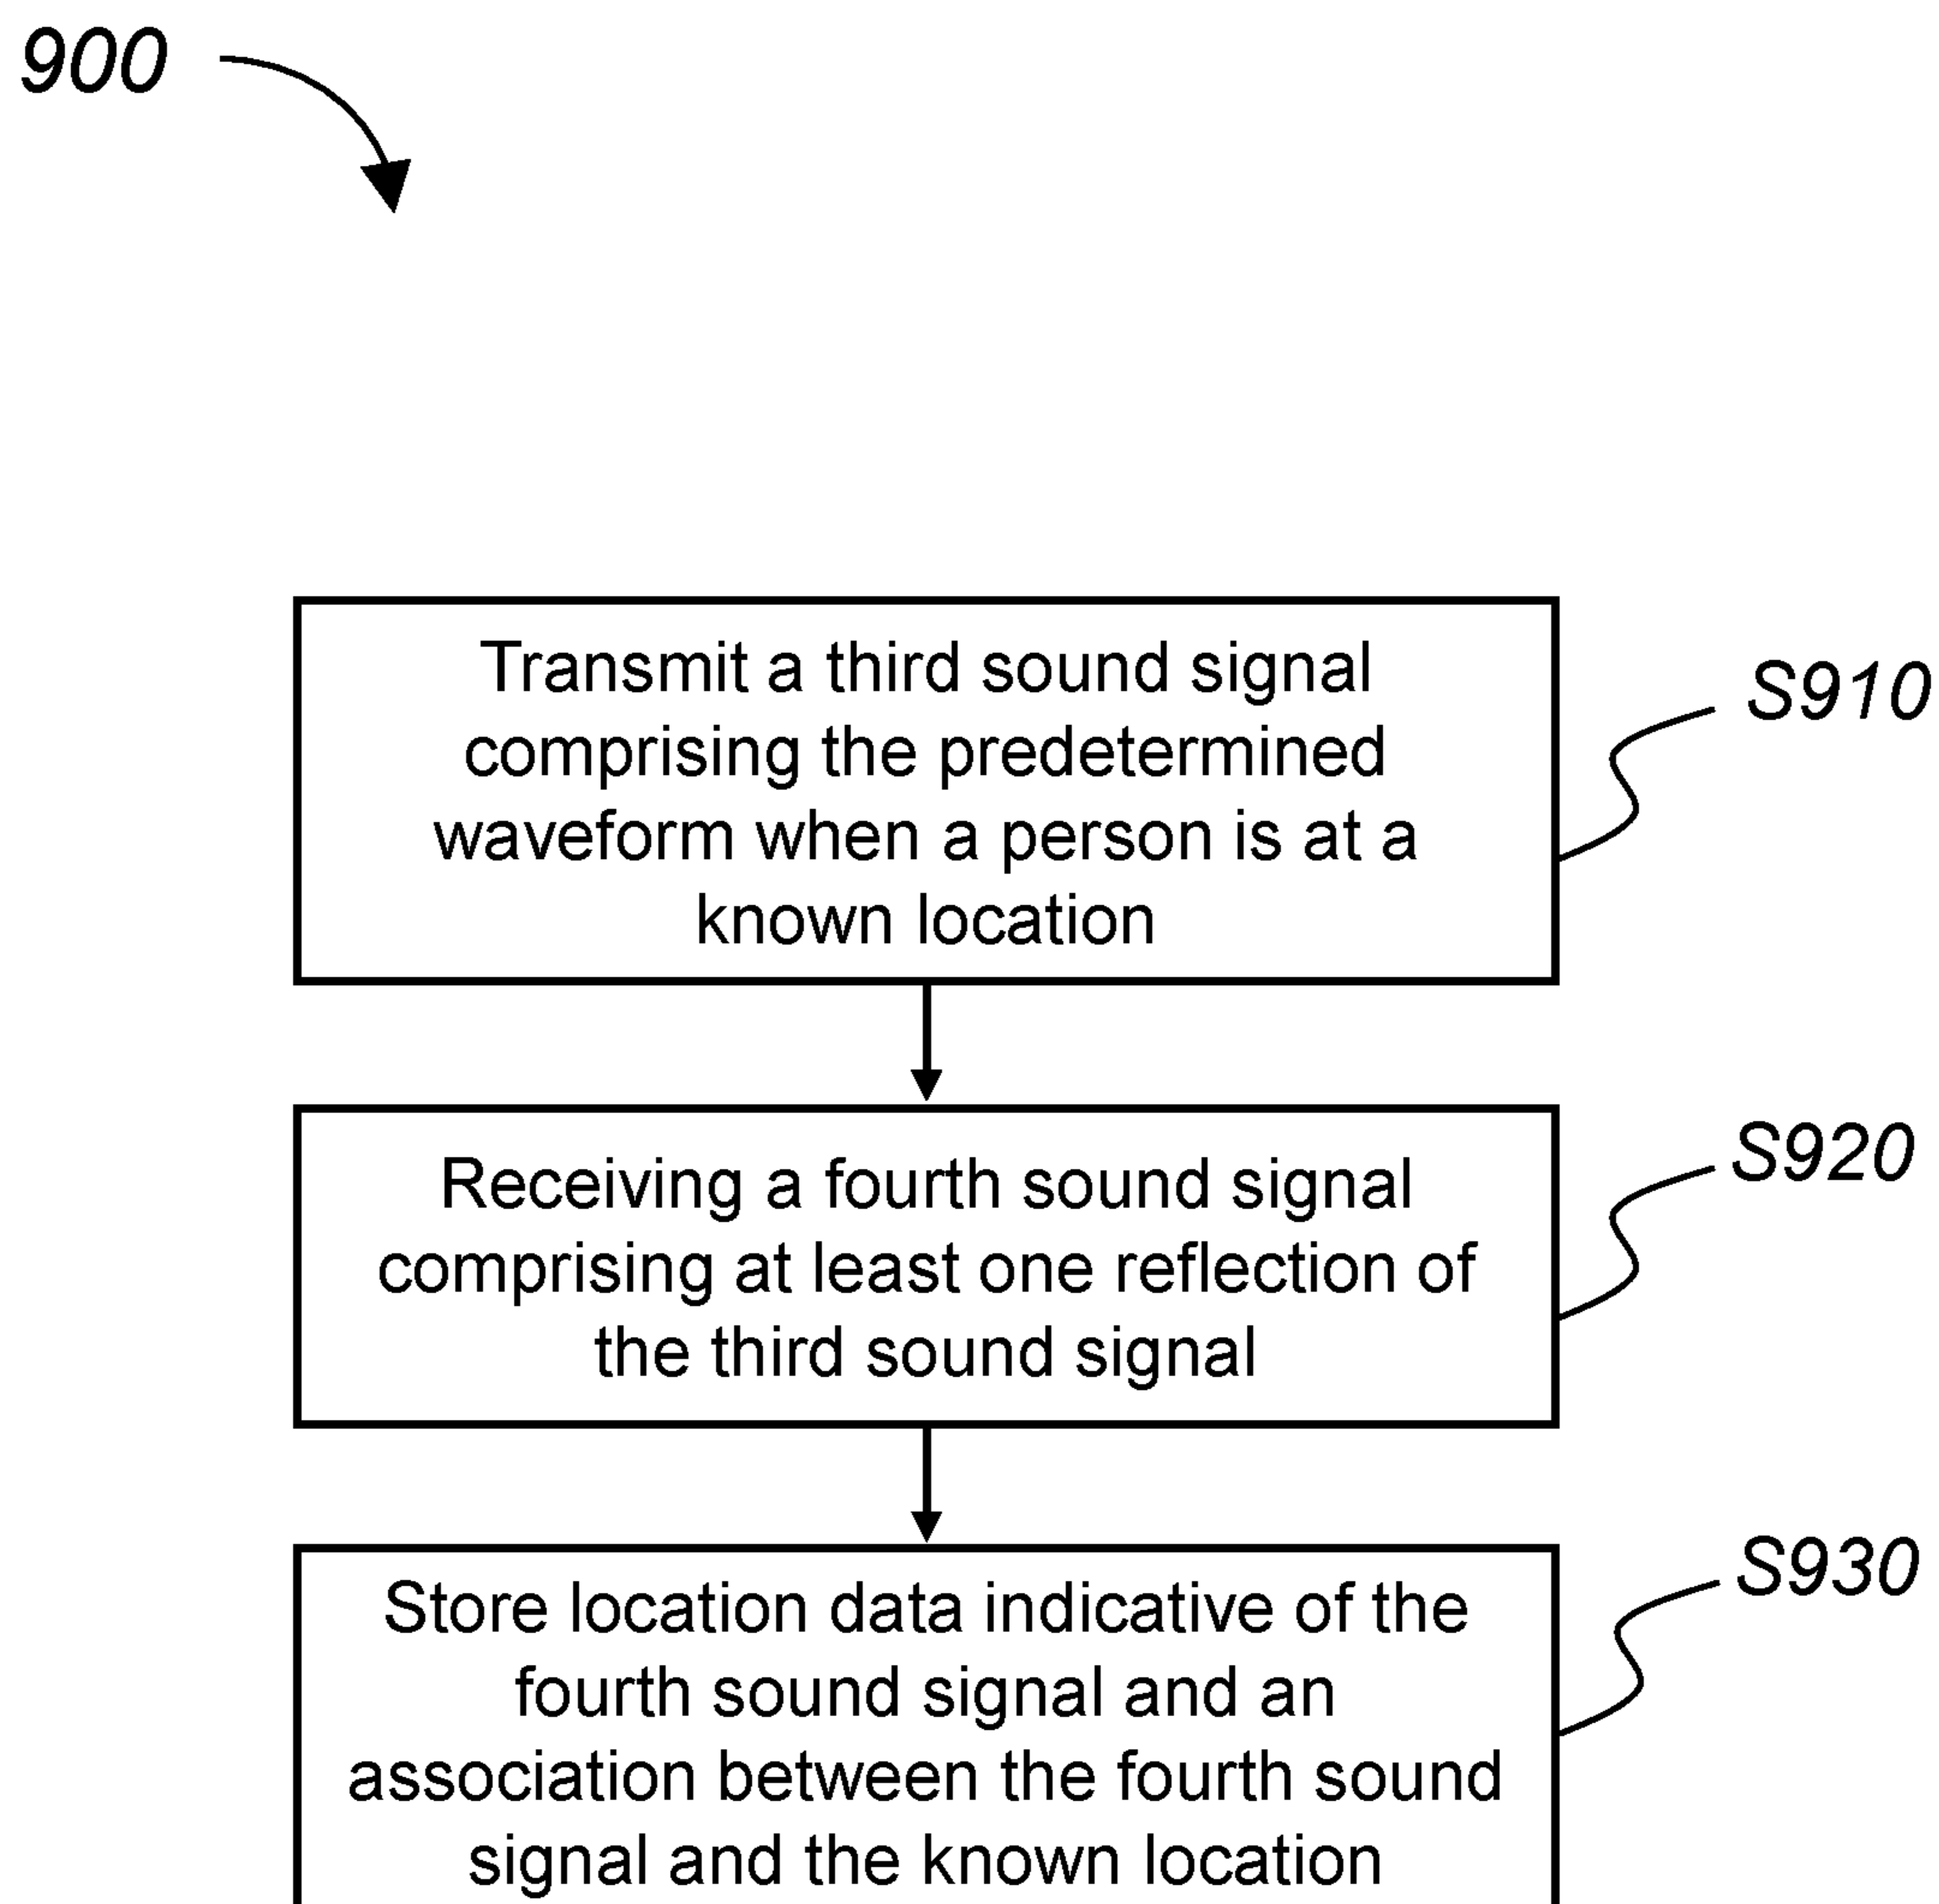 900
Transmit a third sound signal
comprising the predetermined
waveform when a person is at a
known location
S910
Receiving a fourth sound signal
comprising at least one reflection of
the third sound signal
S920
Store location data indicative of the
fourth sound signal and an
association between the fourth sound
signal and the known location
S930